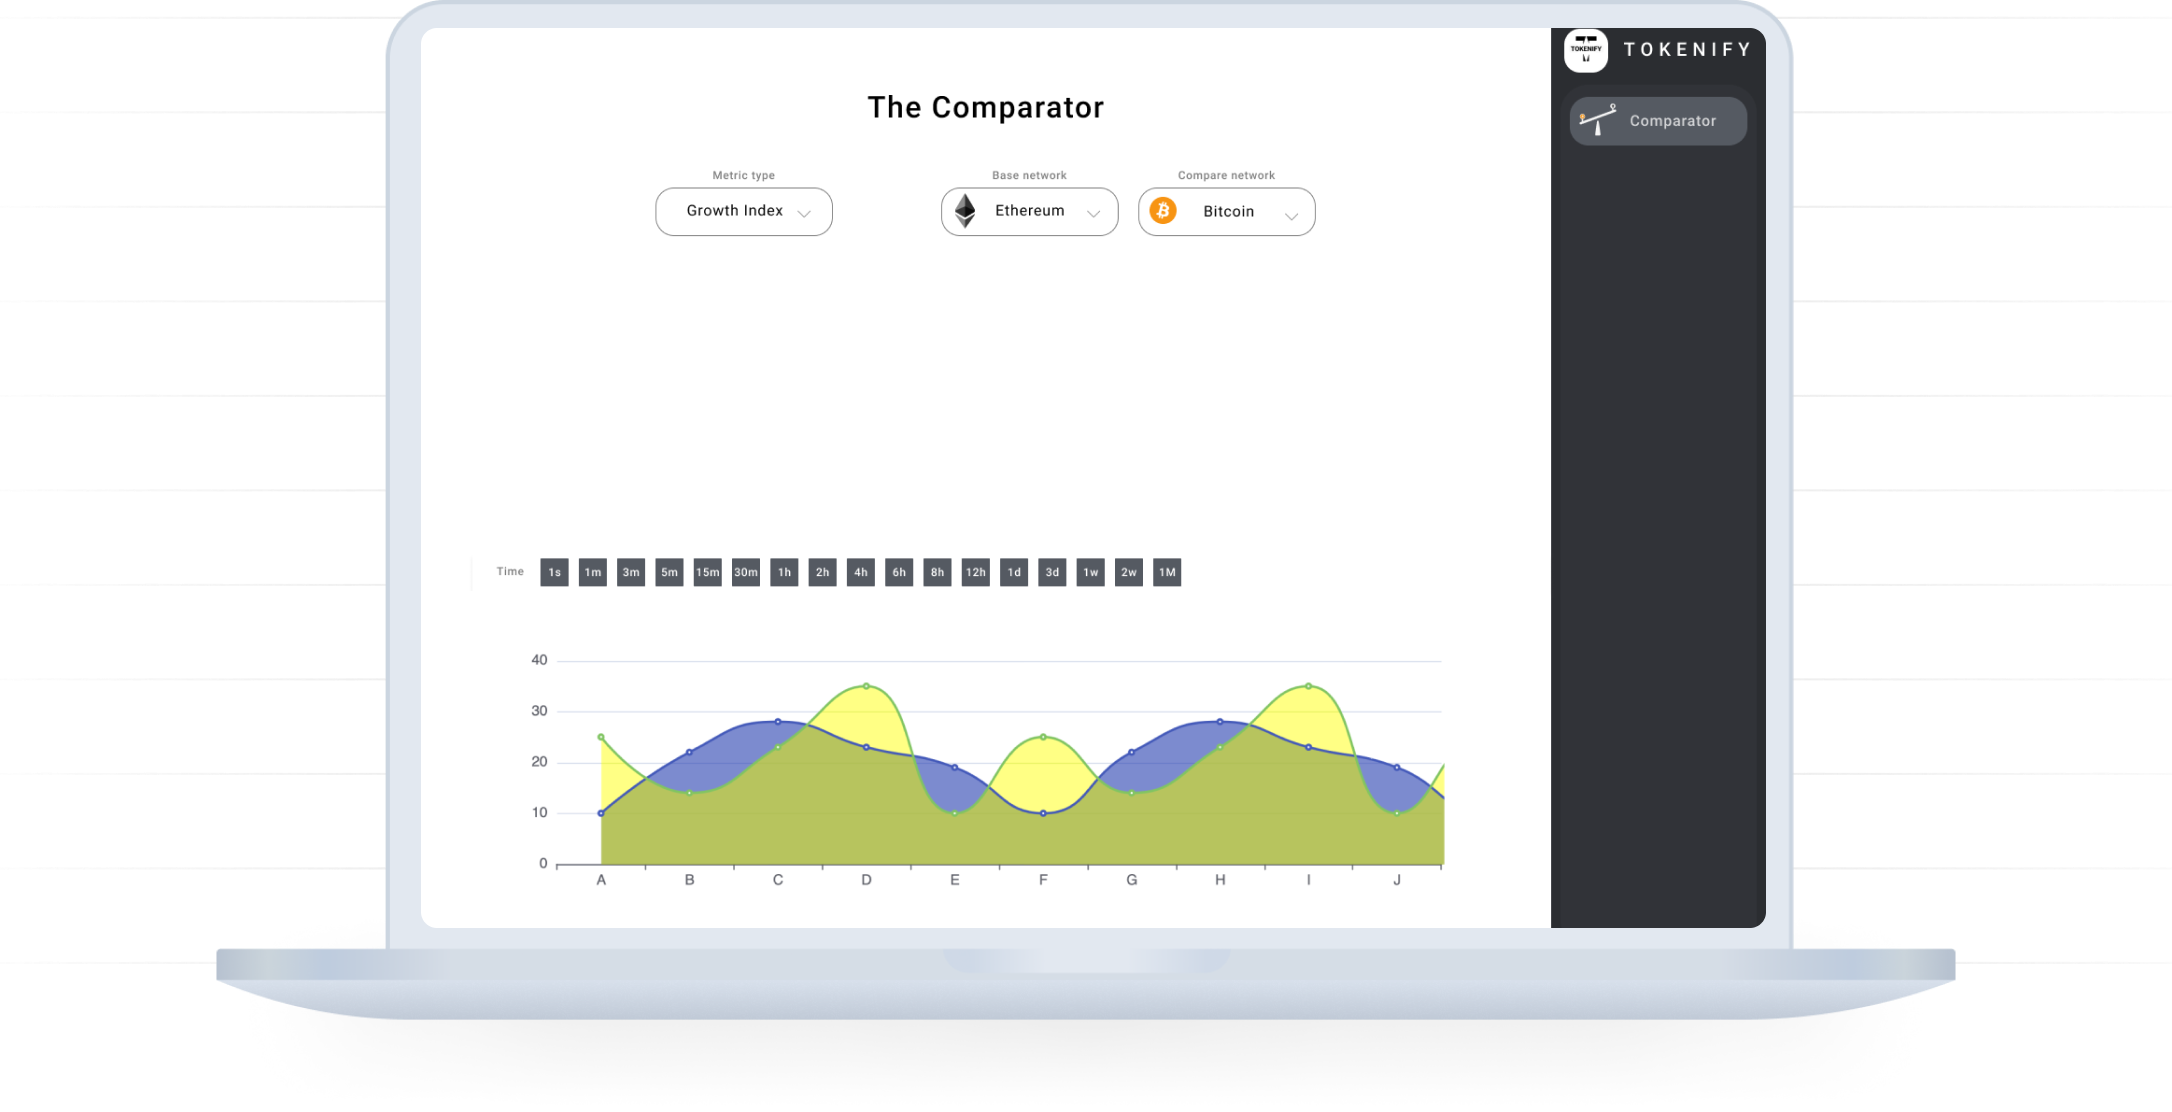 TOKENIFY
TOKENIFY
The Comparator
Comparator
Metric type
Base network
Compare network
Growth Index
Ethereum
Bitcoin
Time 1s 1m 3m 5m 15m 30m 1h 2h 4h 6h 8h 12h 1d 3d 1w 2w 1M
40
30
20
10
0
A B C D E F G H I J